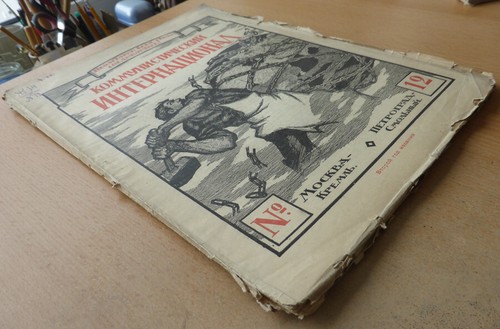 КОММУНИСТИЧЕСКИЙ
ИНТЕРНАЦИОНАЛ
№
12
МОСКВА-
КРЕМЛЬ.
ПЕТРОГРАД-
СМОЛЬНЫЙ.